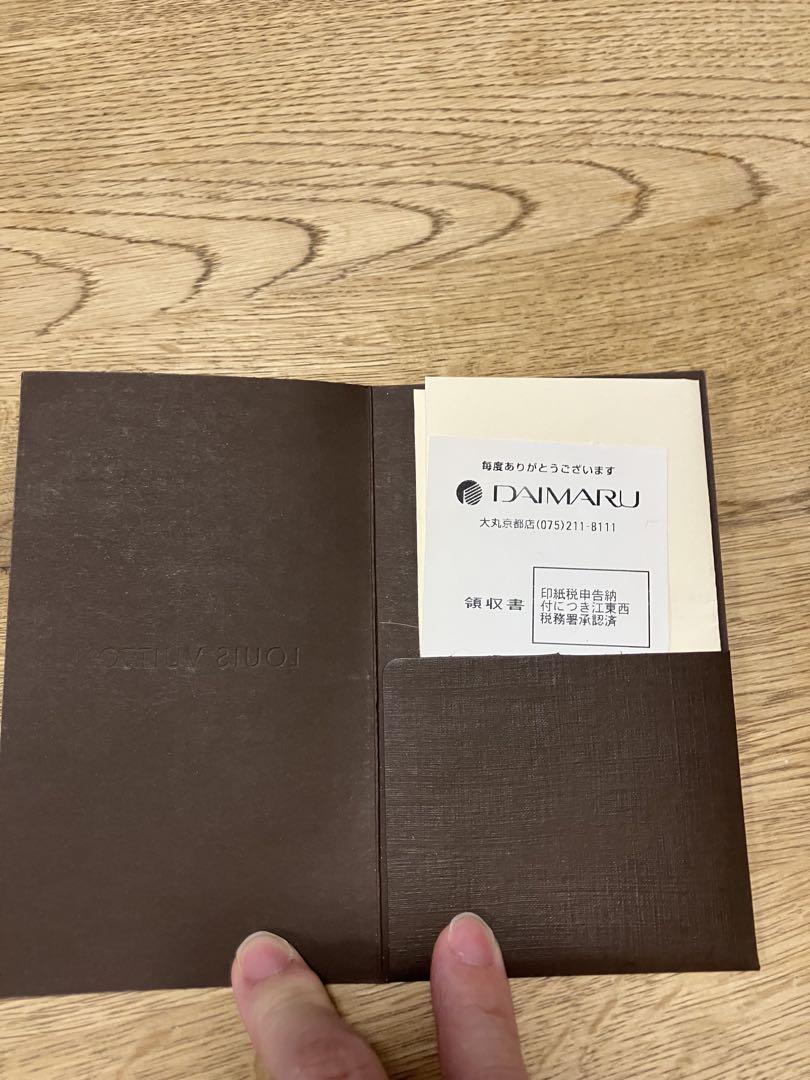 毎度ありがとうございます
DAIMARU
大丸京都店(075)211-8111
領収書
印紙税申告納
付につき江東西
税務署承認済
LOUIS VUITTON